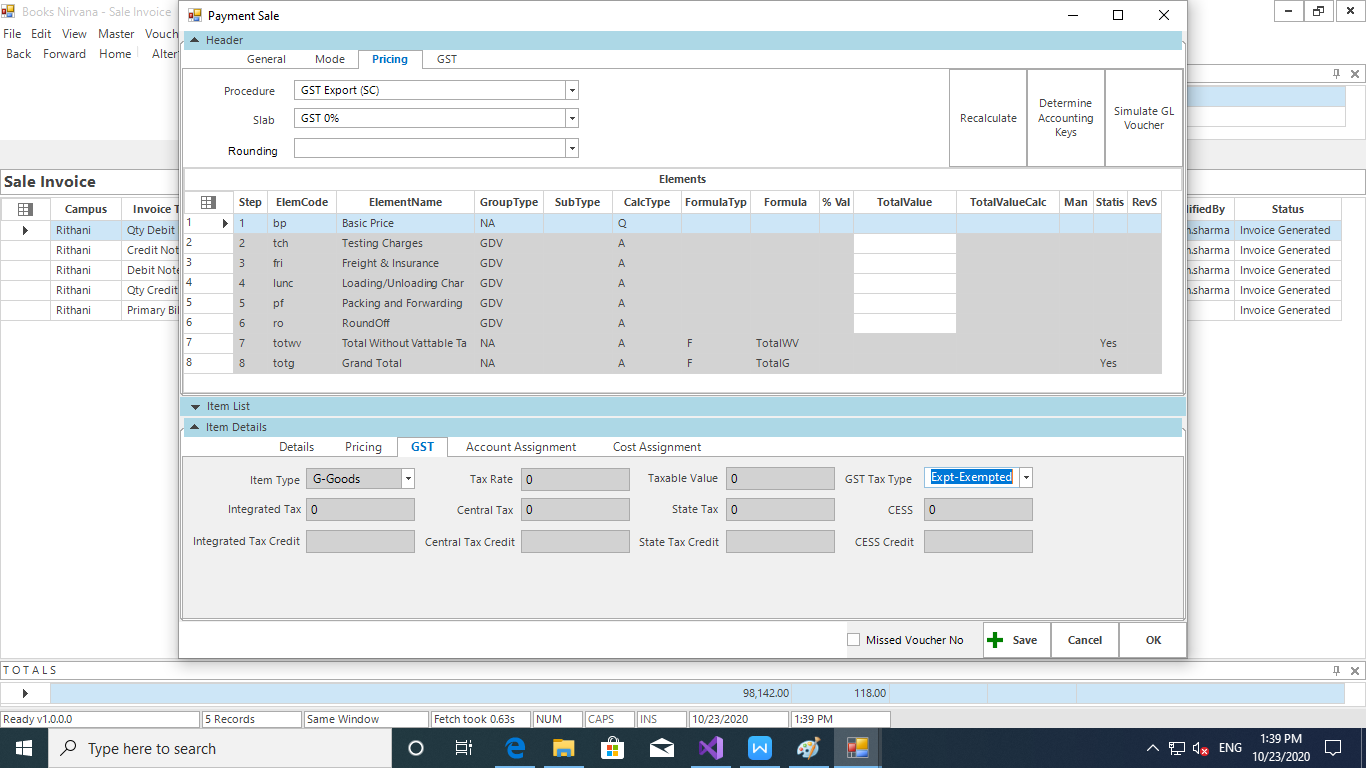 Books Nirvana - Sale Invoice
File Edit View Master Vouch
Back Forward Home Alter
Payment Sale
Header
General Mode Pricing GST
Procedure GST Export (SC)
Slab GST 0%
Rounding
Recalculate
Determine Accounting Keys
Simulate GL Voucher
Elements
Step ElemCode ElementName GroupType SubType CalcType FormulaTyp Formula % Val TotalValue TotalValueCalc Man Statis RevS
1 1 bp Basic Price NA Q
2 2 tch Testing Charges GDV A
3 3 fri Freight & Insurance GDV A
4 4 lunc Loading/Unloading Char GDV A
5 5 pf Packing and Forwarding GDV A
6 6 ro RoundOff GDV A
7 7 totwv Total Without Vattable Ta NA A F TotalWV Yes
8 8 totg Grand Total NA A F TotalG Yes
Item List
Item Details
Details Pricing GST Account Assignment Cost Assignment
Item Type G-Goods Tax Rate 0 Taxable Value 0 GST Tax Type Expt-Exempted
Integrated Tax 0 Central Tax 0 State Tax 0 CESS 0
Integrated Tax Credit Central Tax Credit State Tax Credit CESS Credit
Missed Voucher No Save Cancel OK
Sale Invoice
Campus Invoice T ifiedBy Status
Rithani Qty Debit n.sharma Invoice Generated
Rithani Credit Not n.sharma Invoice Generated
Rithani Debit Note n.sharma Invoice Generated
Rithani Qty Credit n.sharma Invoice Generated
Rithani Primary Bil Invoice Generated
TOTALS
98,142.00 118.00
Ready v1.0.0.0 5 Records Same Window Fetch took 0.63s NUM CAPS INS 10/23/2020 1:39 PM
Type here to search
ENG
1:39 PM
10/23/2020